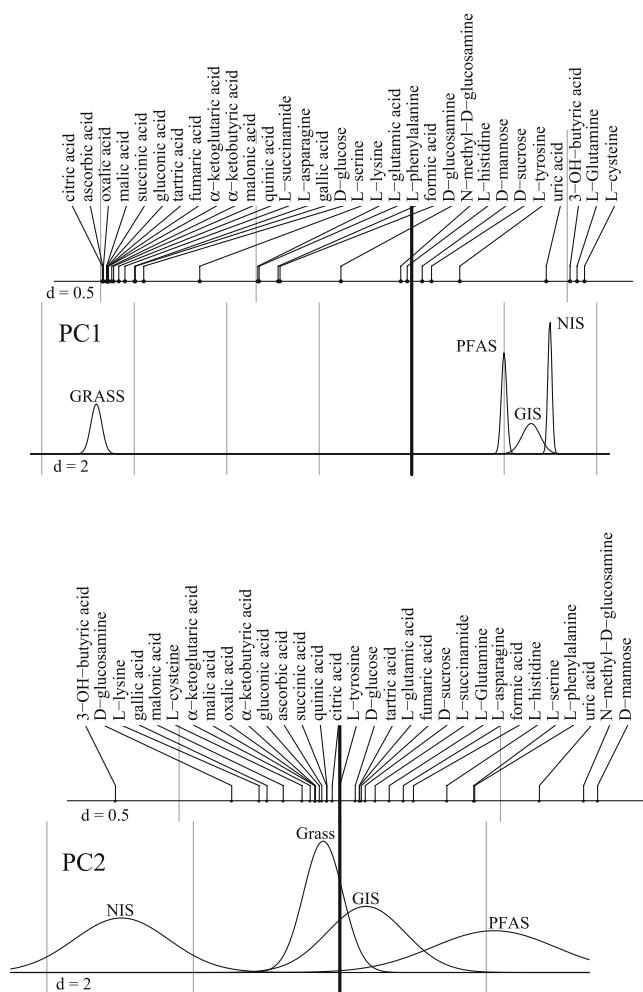 citric acid
ascorbic acid
oxalic acid
malic acid
succinic acid
gluconic acid
tartric acid
fumaric acid
α−ketoglutaric acid
α−ketobutyric acid
malonic acid
quinic acid
L−succinamide
L−asparagine
gallic acid
D−glucose
L−serine
L−lysine
L−glutamic acid
L−phenylalanine
formic acid
D−glucosamine
N−methyl−D−glucosamine
L−histidine
D−mannose
D−sucrose
L−tyrosine
uric acid
3−OH−butyric acid
L−Glutamine
L−cysteine
d = 0.5
PC1
GRASS
PFAS
GIS
NIS
d = 2
3−OH−butyric acid
D−glucosamine
L−lysine
gallic acid
malonic acid
L−cysteine
α−ketoglutaric acid
malic acid
oxalic acid
α−ketobutyric acid
gluconic acid
ascorbic acid
succinic acid
quinic acid
citric acid
L−tyrosine
D−glucose
tartric acid
L−glutamic acid
fumaric acid
D−sucrose
L−succinamide
L−Glutamine
L−asparagine
formic acid
L−histidine
L−serine
L−phenylalanine
uric acid
N−methyl−D−glucosamine
D−mannose
d = 0.5
PC2
NIS
Grass
GIS
PFAS
d = 2